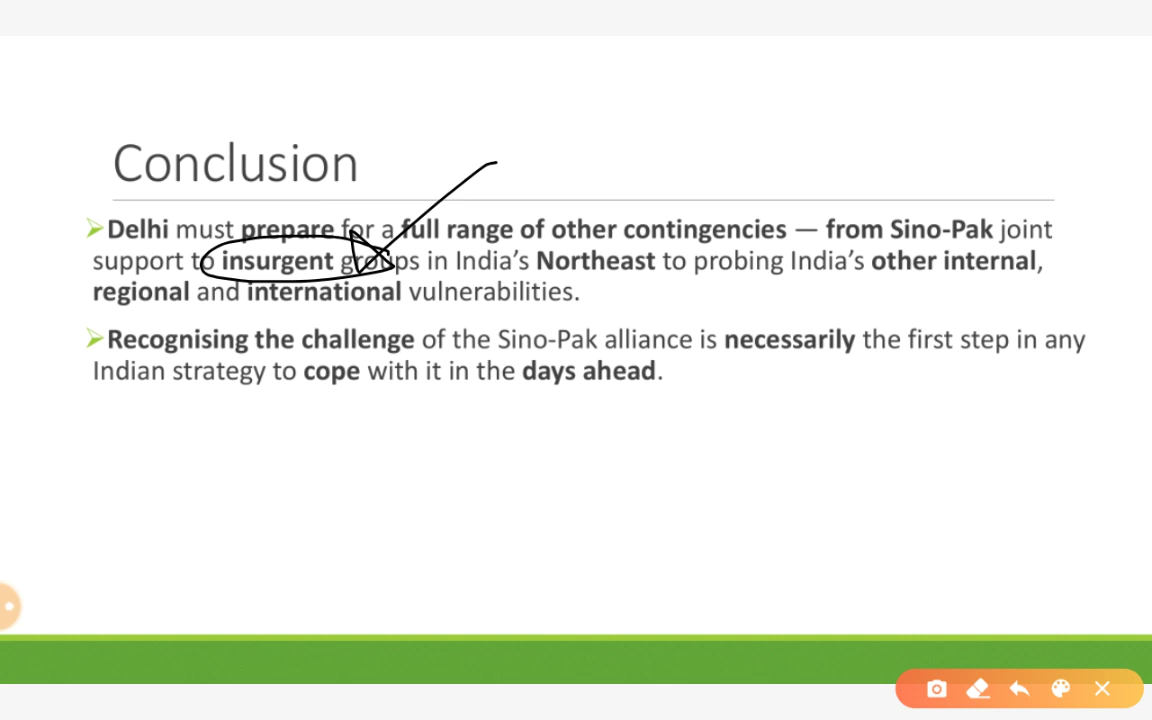 Conclusion
Delhi must prepare for a full range of other contingencies — from Sino-Pak joint
support to insurgent groups in India's Northeast to probing India's other internal,
regional and international vulnerabilities.
Recognising the challenge of the Sino-Pak alliance is necessarily the first step in any
Indian strategy to cope with it in the days ahead.